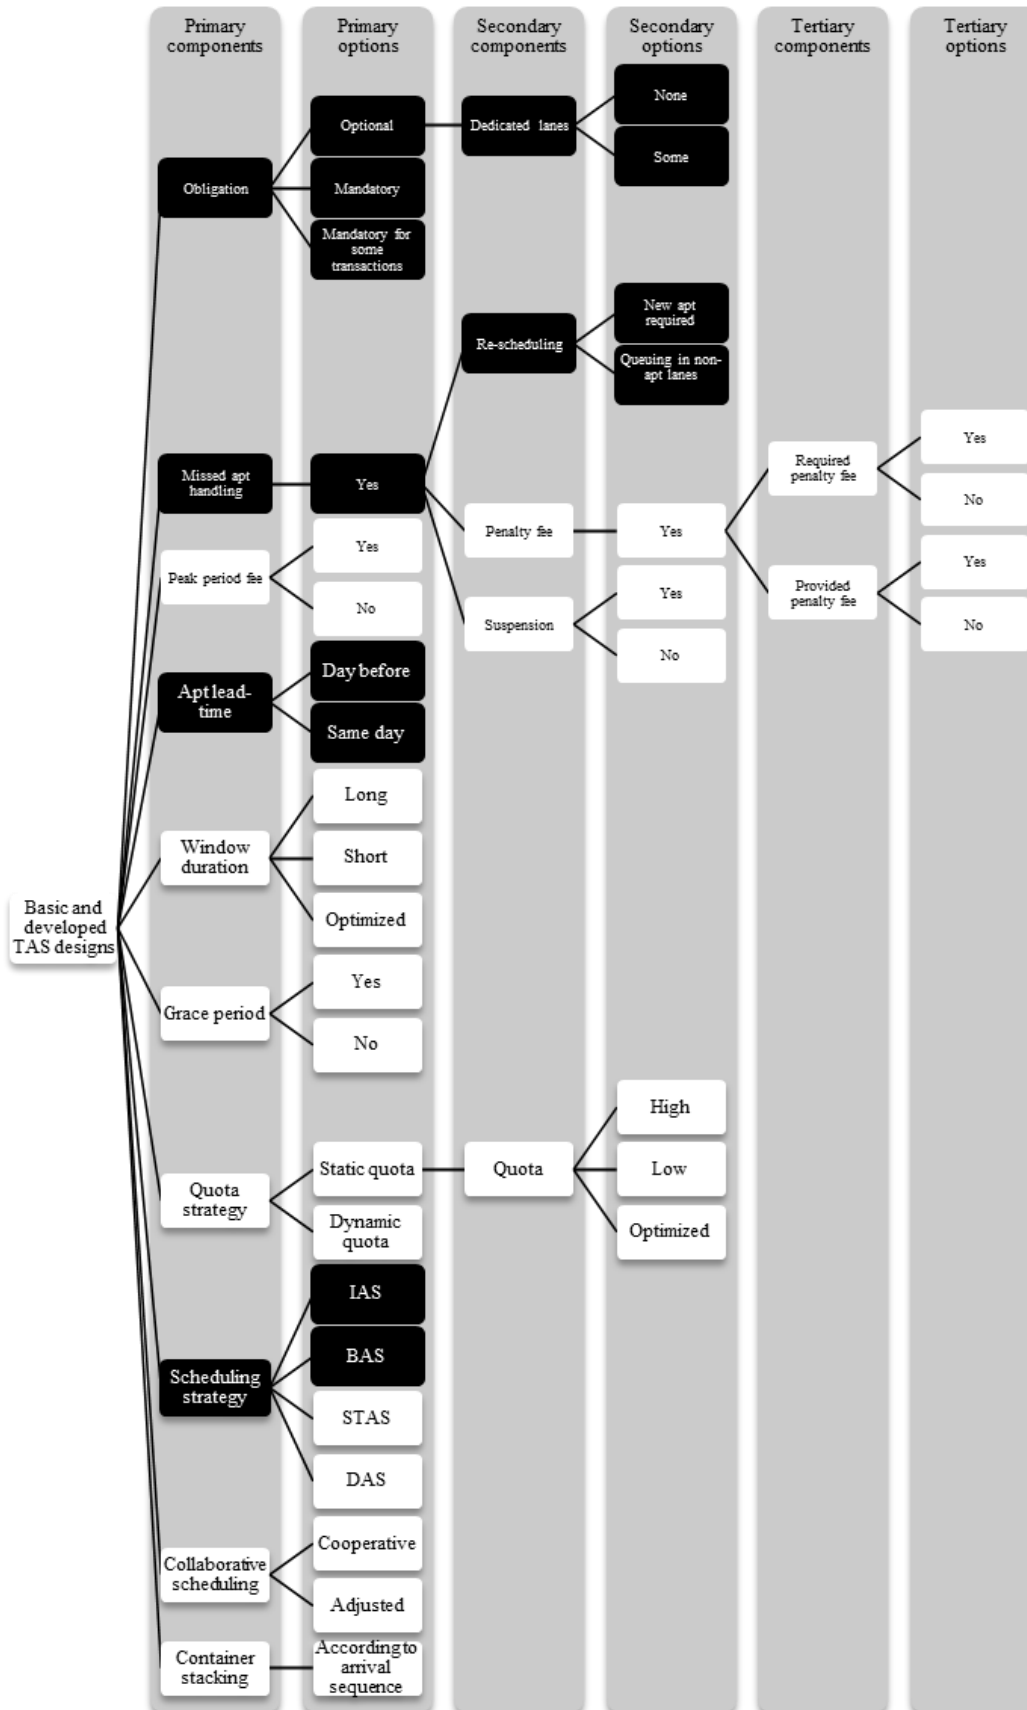 Primary
components
Primary
options
Secondary
components
Secondary
options
Tertiary
components
Tertiary
options
Basic and
developed
TAS designs
Obligation
Optional
Dedicated lanes
None
Some
Mandatory
Mandatory for
some
transactions
Missed apt
handling
Yes
Re-scheduling
New apt
required
Queuing in non-
apt lanes
Penalty fee
Yes
Required
penalty fee
Yes
No
Provided
penalty fee
Yes
No
Suspension
Yes
No
Peak period fee
Yes
No
Apt lead-
time
Day before
Same day
Window
duration
Long
Short
Optimized
Grace period
Yes
No
Quota
strategy
Static quota
Quota
High
Low
Optimized
Dynamic
quota
Scheduling
strategy
IAS
BAS
STAS
DAS
Collaborative
scheduling
Cooperative
Adjusted
Container
stacking
According to
arrival
sequence